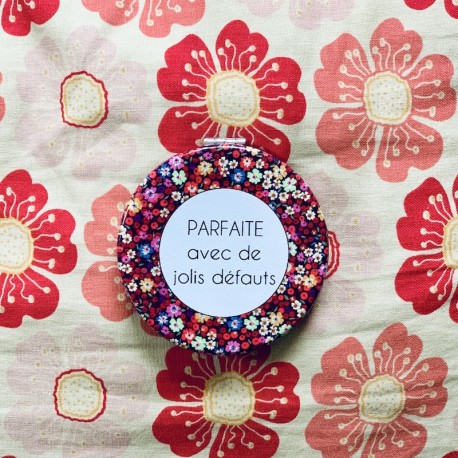 PARFAITE
avec de
jolis défauts